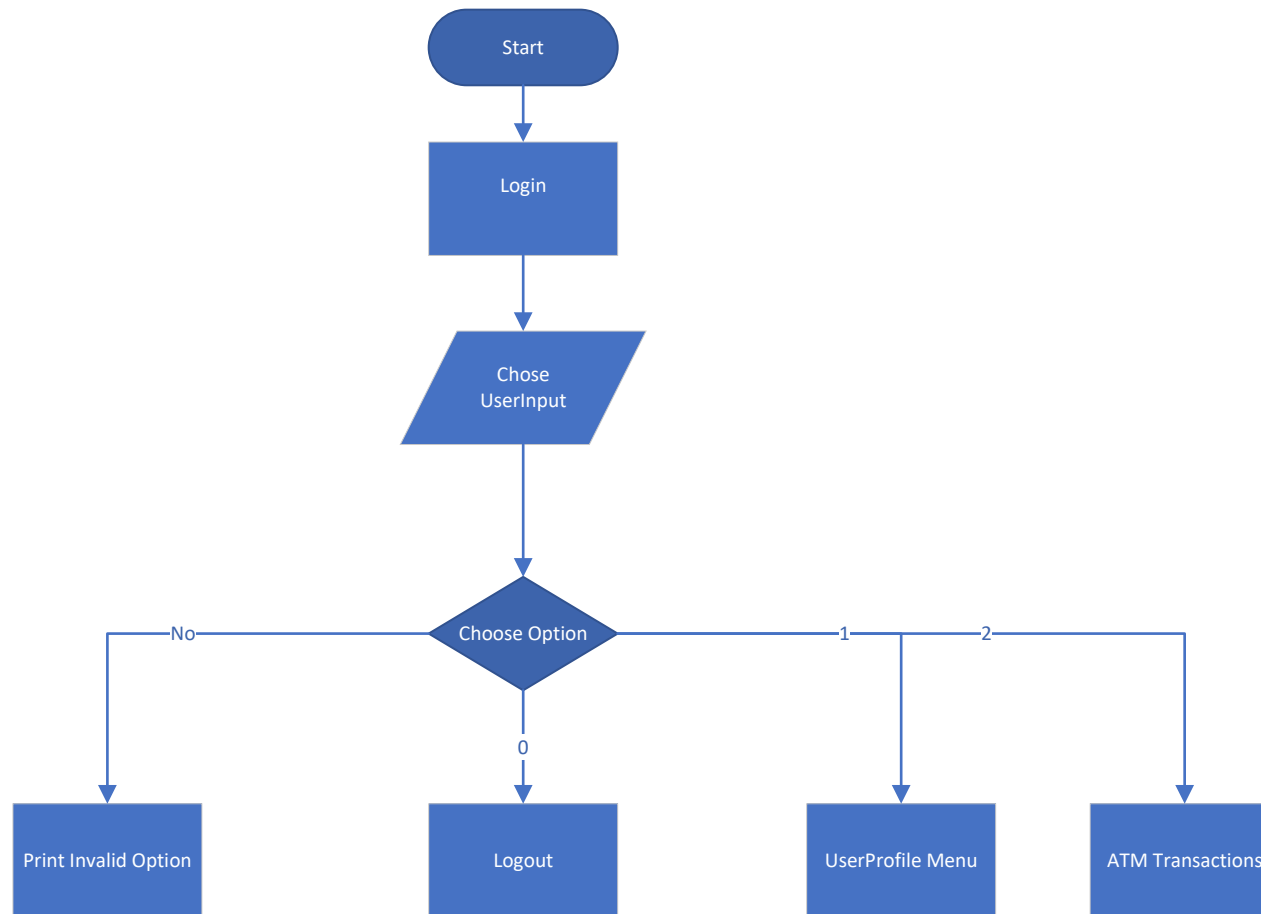 Start
Login
Chose
UserInput
Choose Option
No
1
2
0
Print Invalid Option
Logout
UserProfile Menu
ATM Transactions